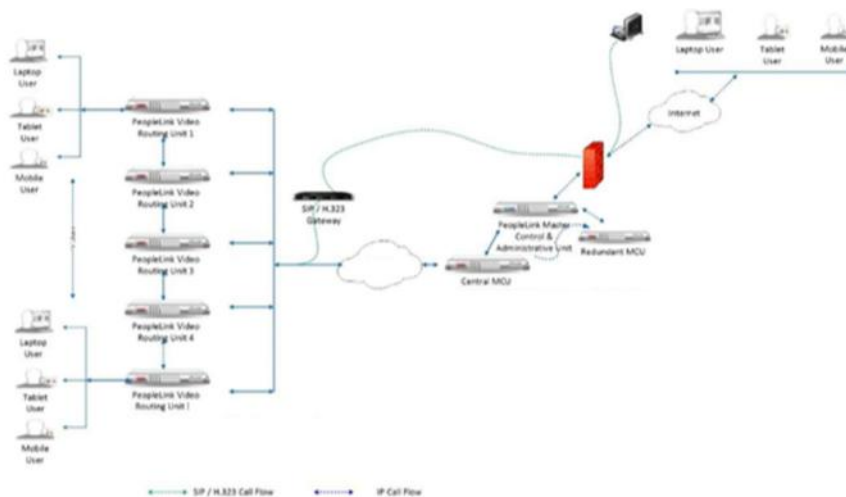 Laptop
User
Tablet
User
Mobile
User
PeopleLink Video
Routing Unit 1
PeopleLink Video
Routing Unit 2
PeopleLink Video
Routing Unit 3
PeopleLink Video
Routing Unit 4
PeopleLink Video
Routing Unit
Laptop
User
Tablet
User
Mobile
User
SIP / H.323
Gateway
Central MCU
PeopleLink Master
Control &
Administrative Unit
Redundant MCU
Internet
Laptop User
Tablet
User
Mobile
User
SIP / H.323 Call Flow
IP Call Flow